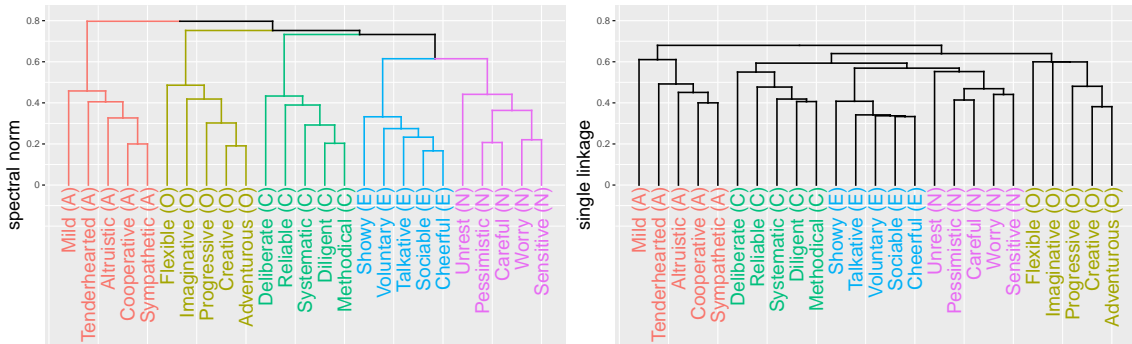 spectral norm
0.8
0.6
0.4
0.2
0
Mild (A)
Tenderhearted (A)
Altruistic (A)
Cooperative (A)
Sympathetic (A)
Flexible (O)
Imaginative (O)
Progressive (O)
Creative (O)
Adventurous (O)
Deliberate (C)
Reliable (C)
Systematic (C)
Diligent (C)
Methodical (C)
Showy (E)
Voluntary (E)
Talkative (E)
Sociable (E)
Cheerful (E)
Unrest (N)
Pessimistic (N)
Careful (N)
Worry (N)
Sensitive (N)
single linkage
0.8
0.6
0.4
0.2
0
Mild (A)
Tenderhearted (A)
Altruistic (A)
Cooperative (A)
Sympathetic (A)
Deliberate (C)
Reliable (C)
Systematic (C)
Diligent (C)
Methodical (C)
Showy (E)
Talkative (E)
Voluntary (E)
Sociable (E)
Cheerful (E)
Unrest (N)
Pessimistic (N)
Careful (N)
Worry (N)
Sensitive (N)
Flexible (O)
Imaginative (O)
Progressive (O)
Creative (O)
Adventurous (O)